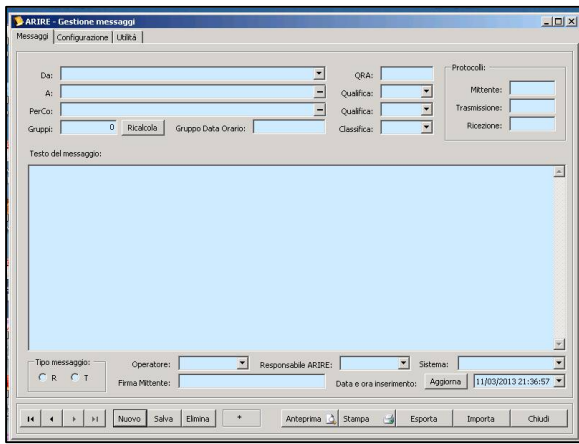 ARIRE - Gestione messaggi
Messaggi Configurazione Utilità
Da: QRA: Protocolli:
A: Qualifica: Mittente:
PerCo: Qualifica: Trasmissione:
Gruppi: 0 Ricalcola Gruppo Data Orario: Classifica: Ricezione:
Testo del messaggio:
Tipo messaggio: Operatore: Responsabile ARIRE: Sistema:
R T Firma Mittente: Data e ora inserimento: Aggiorna 11/03/2013 21:36:57
Nuovo Salva Elimina * Anteprima Stampa Esporta Importa Chiudi